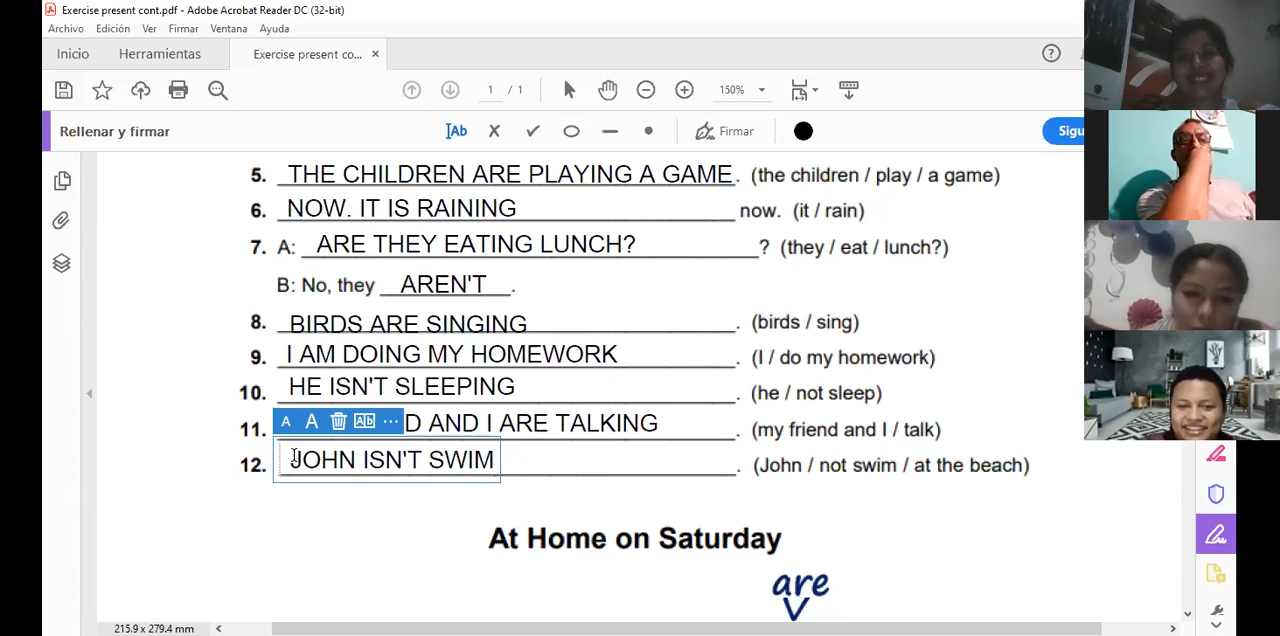 Exercise present cont.pdf - Adobe Acrobat Reader DC (32-bit)
Archivo Edición Ver Firmar Ventana Ayuda
Inicio Herramientas Exercise present co... ×
1 / 1 150%
Rellenar y firmar Ab Firmar Sigu
5. THE CHILDREN ARE PLAYING A GAME. (the children / play / a game)
6. NOW. IT IS RAINING now. (it / rain)
7. A: ARE THEY EATING LUNCH? ? (they / eat / lunch?)
B: No, they AREN'T.
8. BIRDS ARE SINGING. (birds / sing)
9. I AM DOING MY HOMEWORK. (I / do my homework)
10. HE ISN'T SLEEPING. (he / not sleep)
A A Ab ...
11. D AND I ARE TALKING. (my friend and I / talk)
12. JOHN ISN'T SWIM. (John / not swim / at the beach)
At Home on Saturday
are
215.9 x 279.4 mm